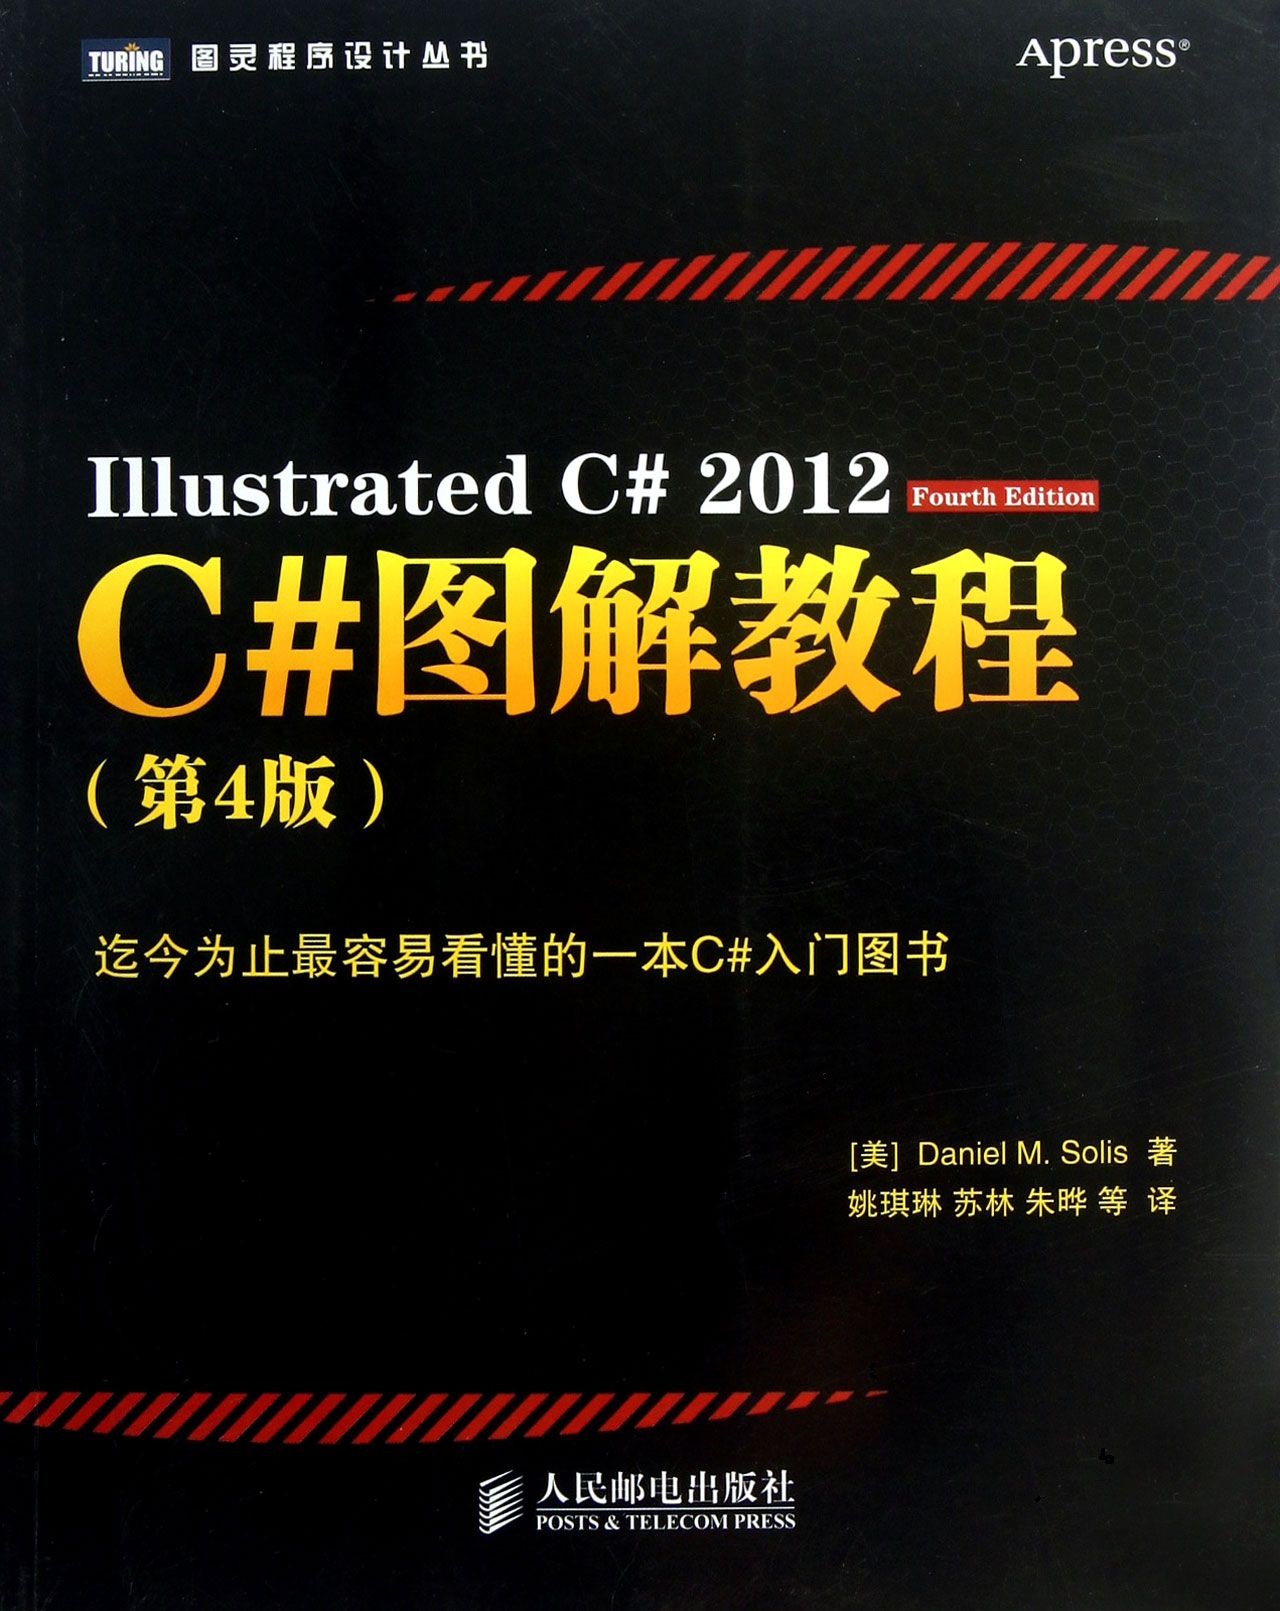 TURING 图灵程序设计丛书
Apress®
Illustrated C# 2012 Fourth Edition
C#图解教程
（第4版）
迄今为止最容易看懂的一本C#入门图书
[美] Daniel M. Solis 著
姚琪琳 苏林 朱晔 等 译
人民邮电出版社
POSTS & TELECOM PRESS